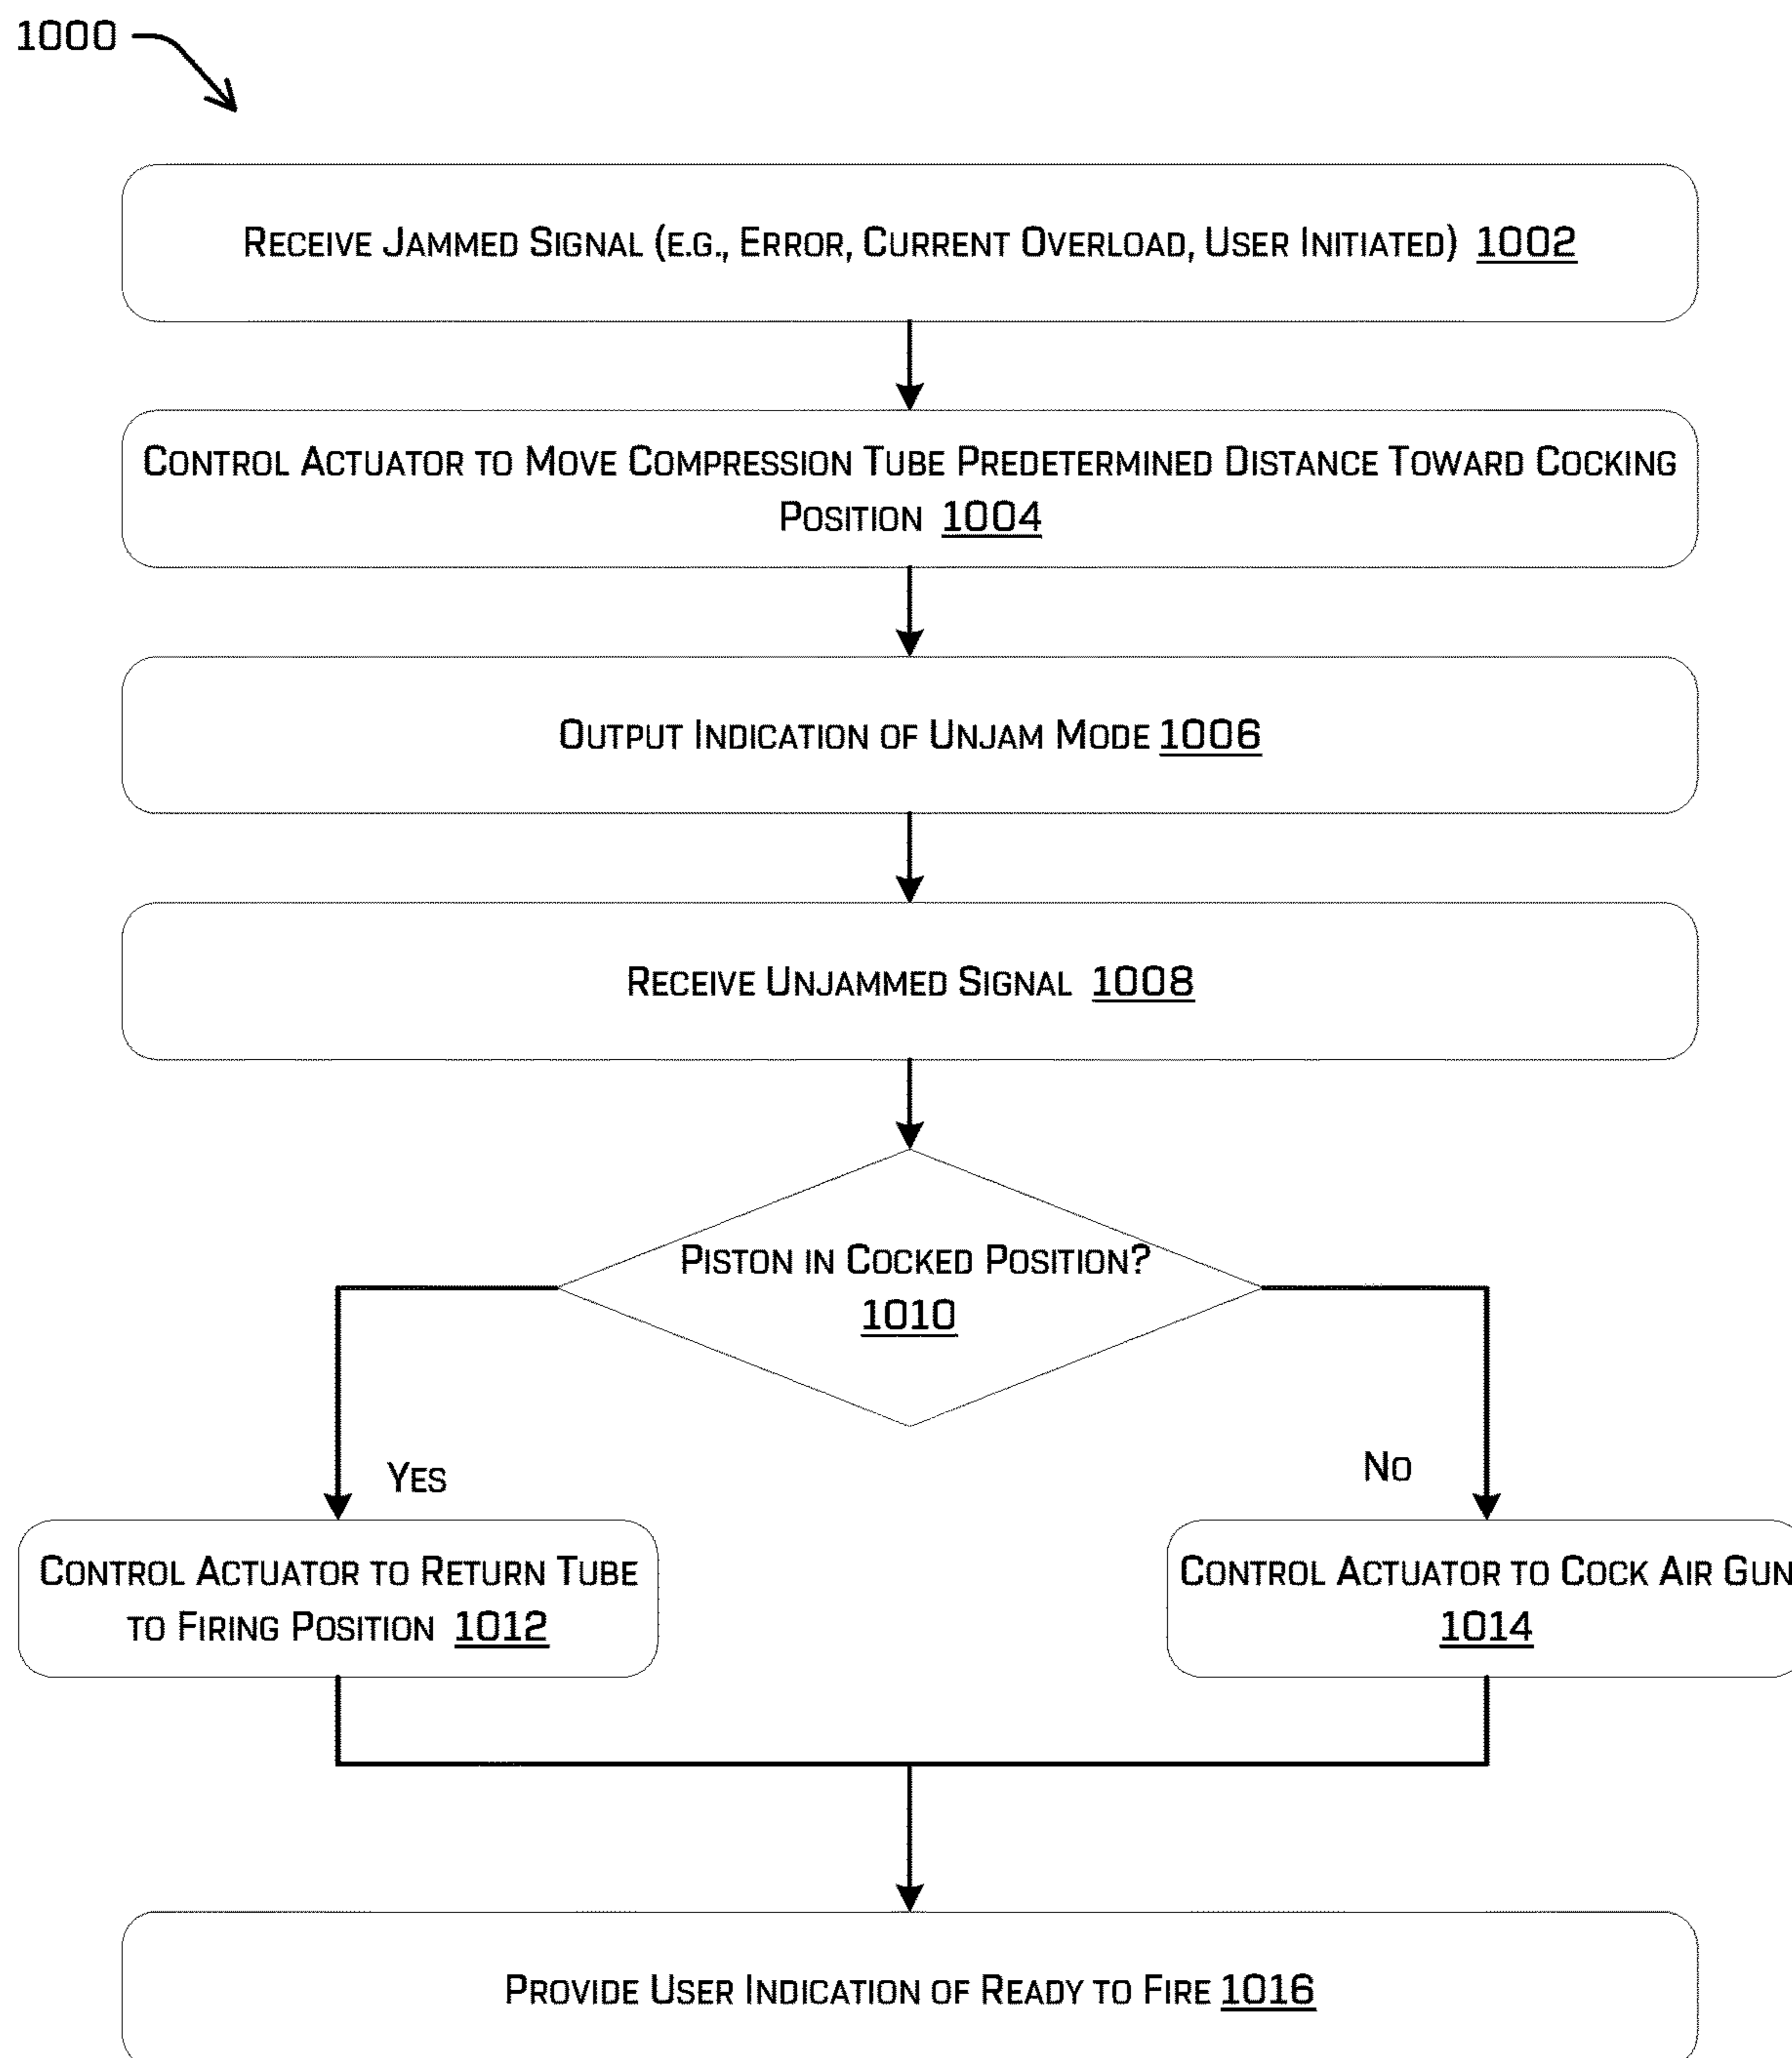 1000
Receive Jammed Signal (e.g., Error, Current Overload, User Initiated) 1002
Control Actuator to Move Compression Tube Predetermined Distance Toward Cocking
Position 1004
Output Indication of Unjam Mode 1006
Receive Unjammed Signal 1008
Piston in Cocked Position?
1010
Yes
No
Control Actuator to Return Tube
to Firing Position 1012
Control Actuator to Cock Air Gun
1014
Provide User Indication of Ready to Fire 1016